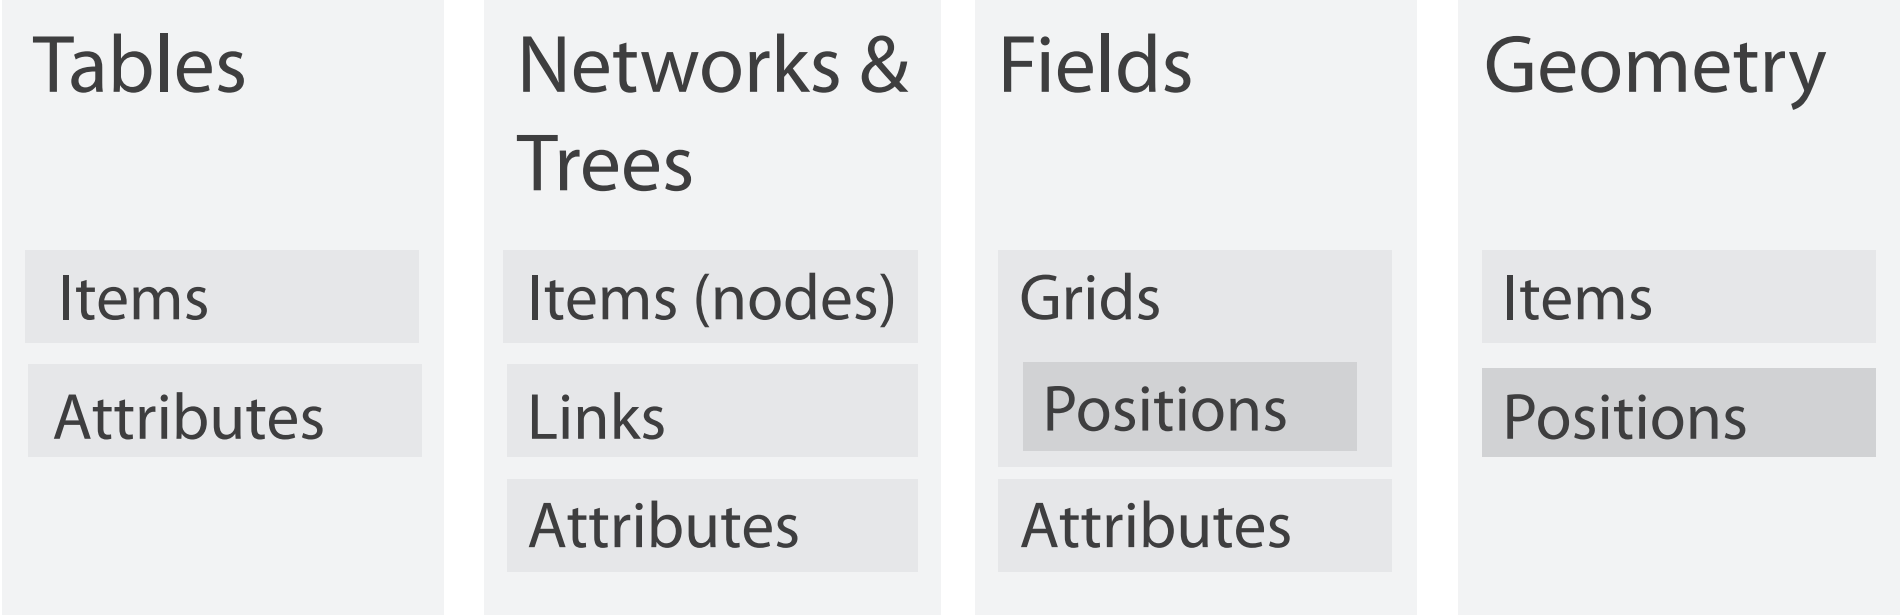 Tables
Items
Attributes
Networks &
Trees
Items (nodes)
Links
Attributes
Fields
Grids
Positions
Attributes
Geometry
Items
Positions